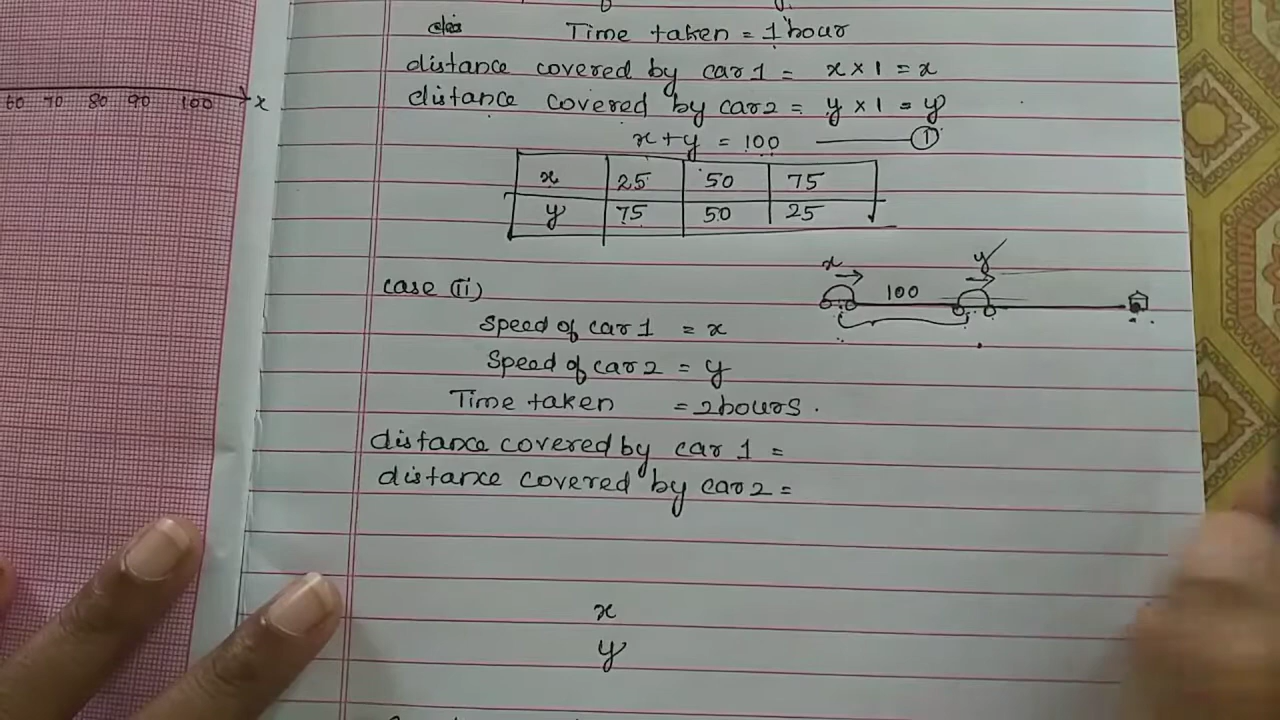 60 70 80 90 100 x
Time taken = 1 hour
distance covered by car 1 = x × 1 = x
distance covered by car 2 = y × 1 = y
x + y = 100 ——— ①
x 25 50 75
y 75 50 25
x y
100
case (ii)
Speed of car 1 = x
Speed of car 2 = y
Time taken = 2 hours.
distance covered by car 1 =
distance covered by car 2 =
x
y